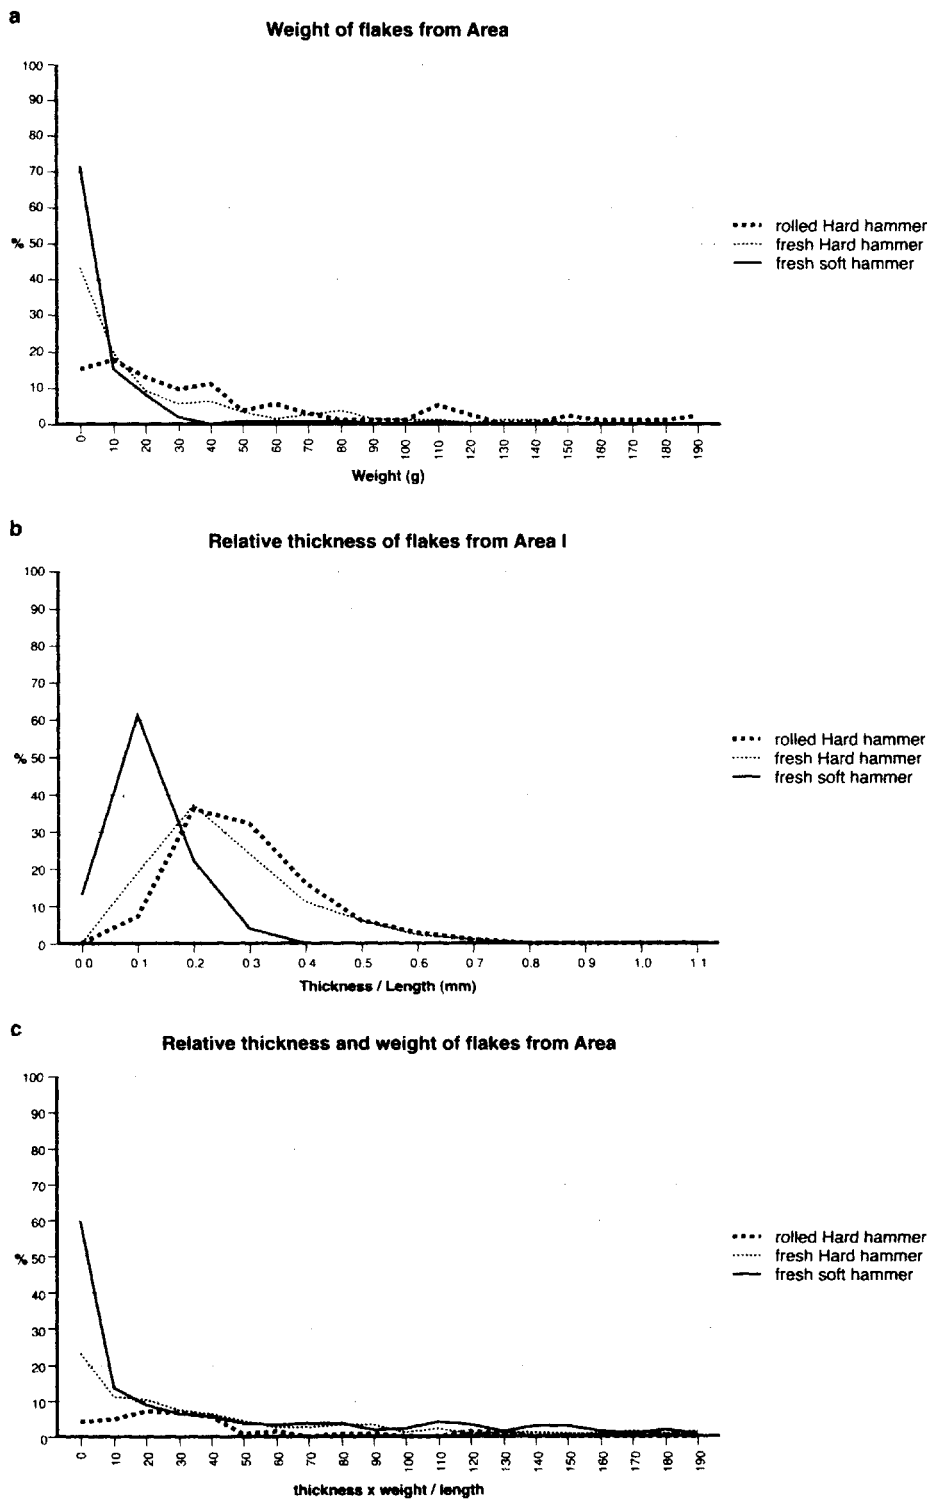 a
Weight of flakes from Area
100
90
80
70
60
% 50
40
30
20
10
0
0 10 20 30 40 50 60 70 80 90 100 110 120 130 140 150 160 170 180 190
Weight (g)
rolled Hard hammer
fresh Hard hammer
fresh soft hammer
b
Relative thickness of flakes from Area I
100
90
80
70
60
% 50
40
30
20
10
0
0 0 0 1 0.2 0 3 0 4 0.5 0 6 0 7 0.8 0 9 1.0 1 1
Thickness / Length (mm)
rolled Hard hammer
fresh Hard hammer
fresh soft hammer
c
Relative thickness and weight of flakes from Area
100
90
80
70
60
% 50
40
30
20
10
0
0 10 20 30 40 50 60 70 80 90 100 110 120 130 140 150 160 170 180 190
thickness x weight / length
rolled Hard hammer
fresh Hard hammer
fresh soft hammer